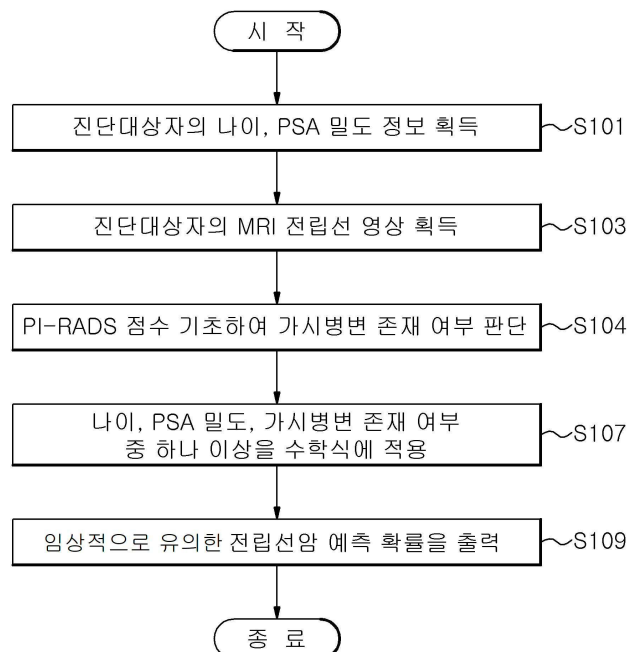 시 작
진단대상자의 나이, PSA 밀도 정보 획득
S101
진단대상자의 MRI 전립선 영상 획득
S103
PI-RADS 점수 기초하여 가시병변 존재 여부 판단
S104
나이, PSA 밀도, 가시병변 존재 여부
중 하나 이상을 수학식에 적용
S107
임상적으로 유의한 전립선암 예측 확률을 출력
S109
종 료